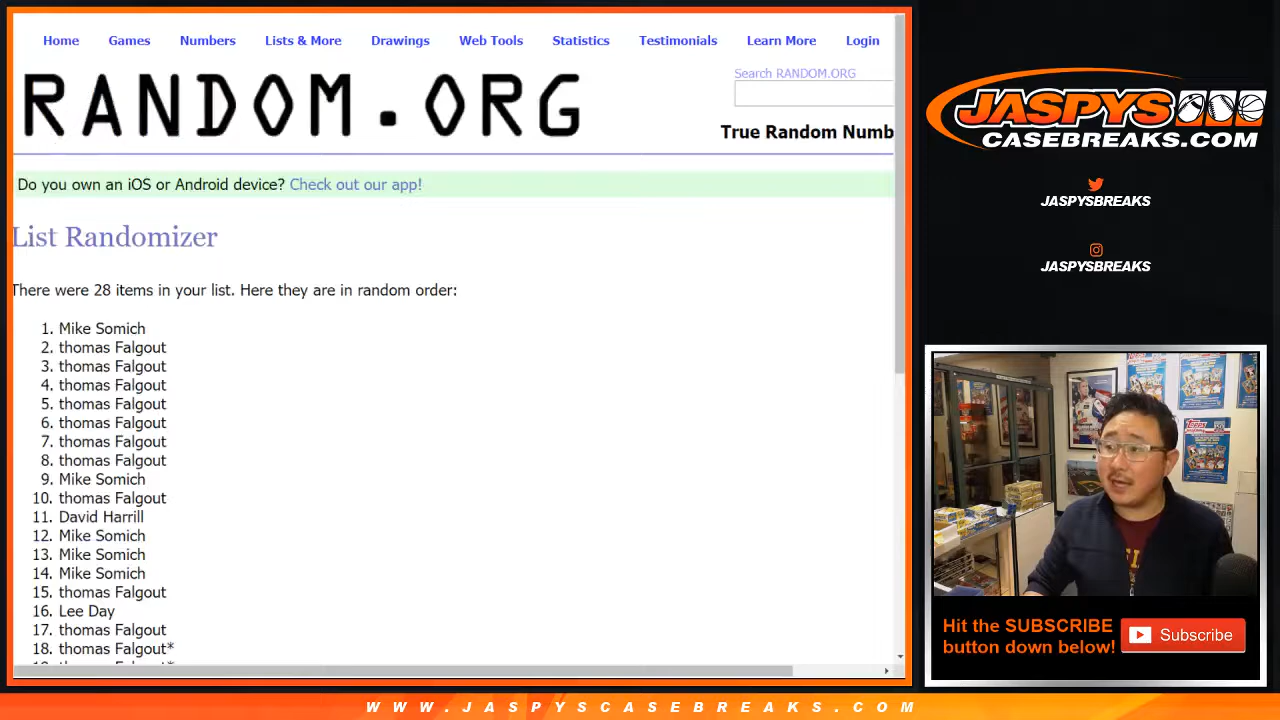 Home Games Numbers Lists & More Drawings Web Tools Statistics Testimonials Learn More Login
RANDOM.ORG
Search RANDOM.ORG
True Random Numb
Do you own an iOS or Android device? Check out our app!
List Randomizer
There were 28 items in your list. Here they are in random order:
1. Mike Somich
2. thomas Falgout
3. thomas Falgout
4. thomas Falgout
5. thomas Falgout
6. thomas Falgout
7. thomas Falgout
8. thomas Falgout
9. Mike Somich
10. thomas Falgout
11. David Harrill
12. Mike Somich
13. Mike Somich
14. Mike Somich
15. thomas Falgout
16. Lee Day
17. thomas Falgout
18. thomas Falgout*
19. thomas Falgout*
JASPYS
CASEBREAKS.COM
JASPYSBREAKS
JASPYSBREAKS
Hit the SUBSCRIBE
button down below!
Subscribe
WWW.JASPYSCASEBREAKS.COM